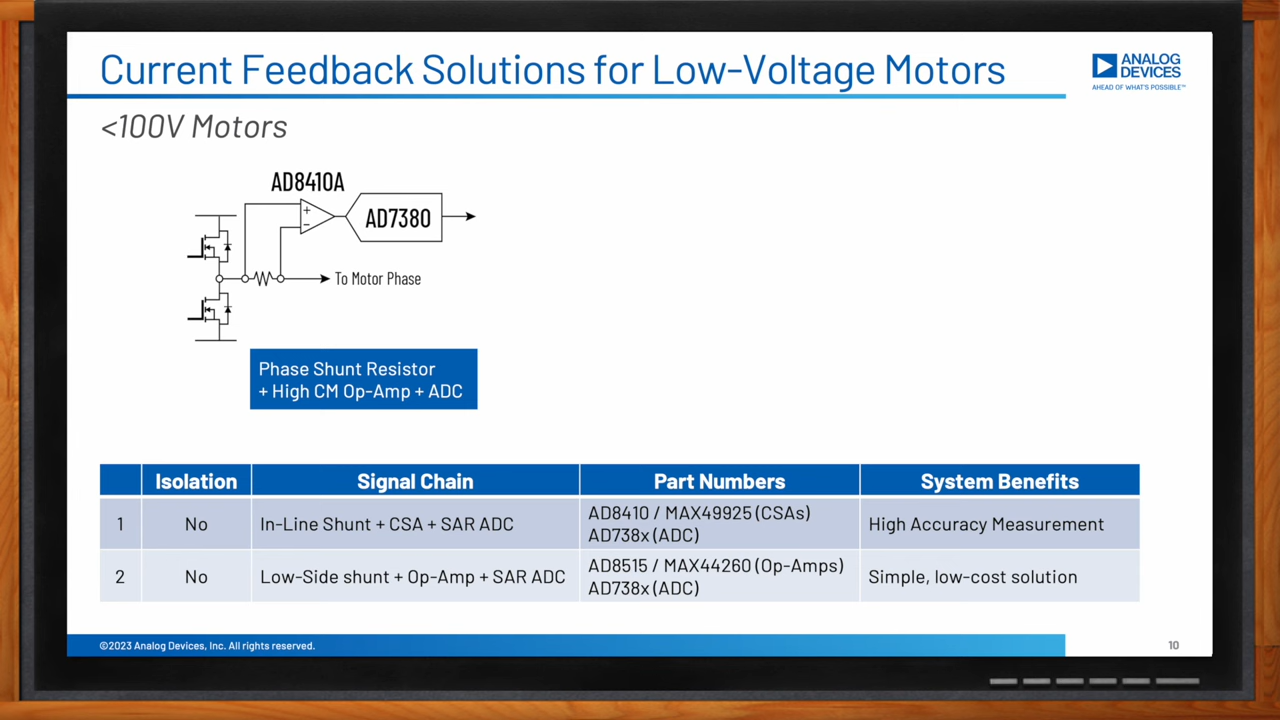 Current Feedback Solutions for Low-Voltage Motors
ANALOG
DEVICES
AHEAD OF WHAT'S POSSIBLE™
<100V Motors
AD8410A
+
−
AD7380
To Motor Phase
Phase Shunt Resistor
+ High CM Op-Amp + ADC
Isolation Signal Chain Part Numbers System Benefits
1 No In-Line Shunt + CSA + SAR ADC AD8410 / MAX49925 (CSAs) High Accuracy Measurement
AD738x (ADC)
2 No Low-Side shunt + Op-Amp + SAR ADC AD8515 / MAX44260 (Op-Amps) Simple, low-cost solution
AD738x (ADC)
©2023 Analog Devices, Inc. All rights reserved.
10